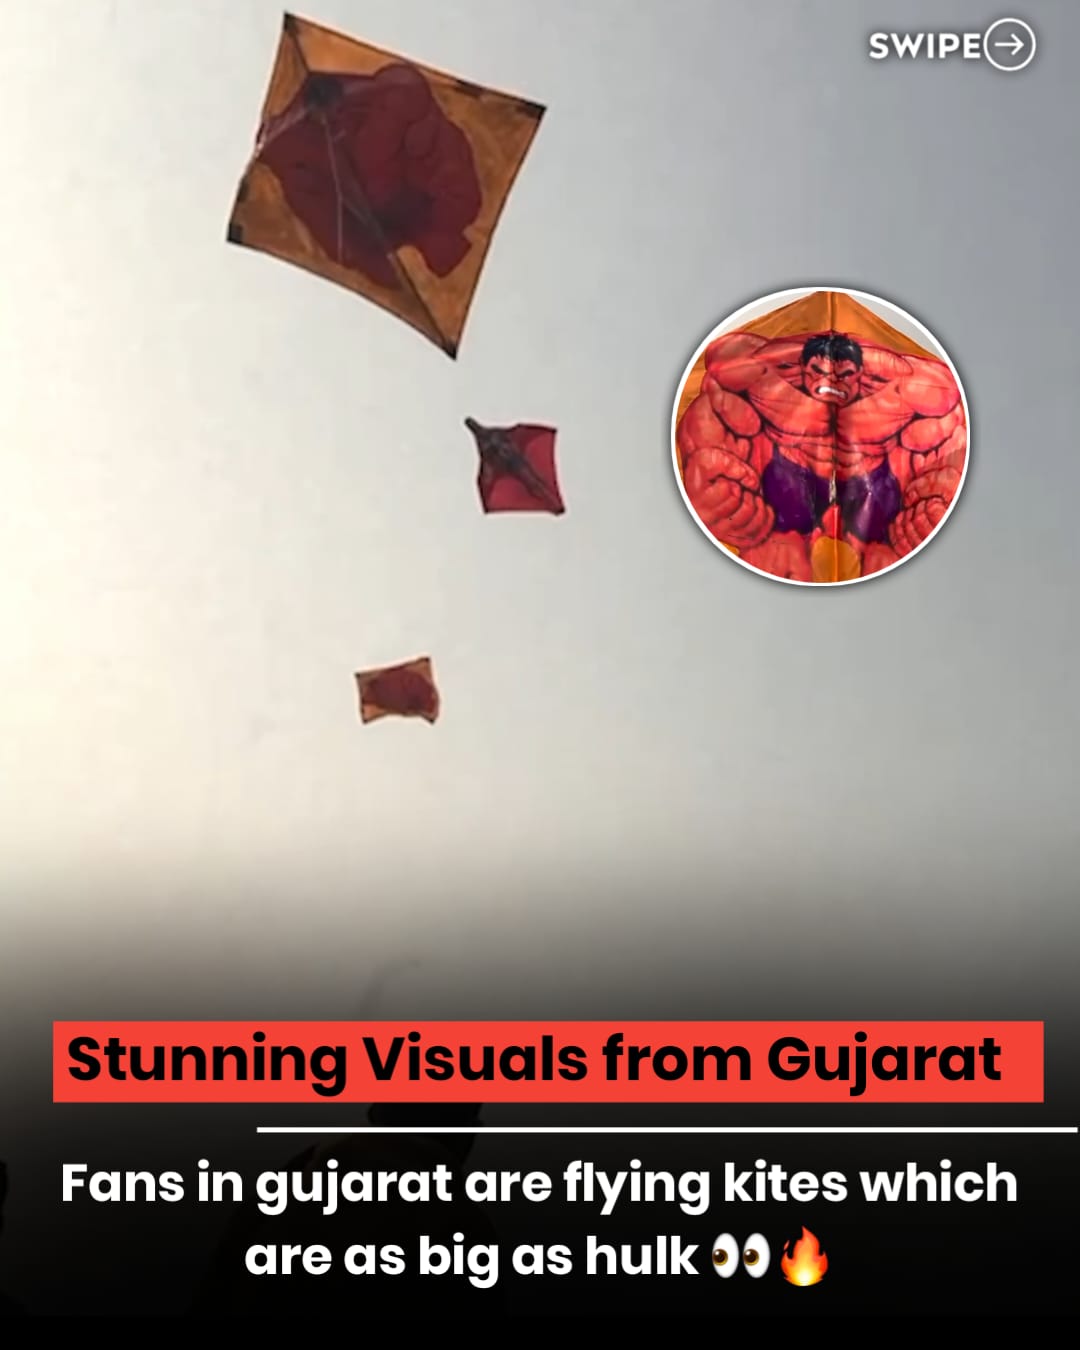 SWIPE
Stunning Visuals from Gujarat
Fans in gujarat are flying kites which
are as big as hulk 👀🔥